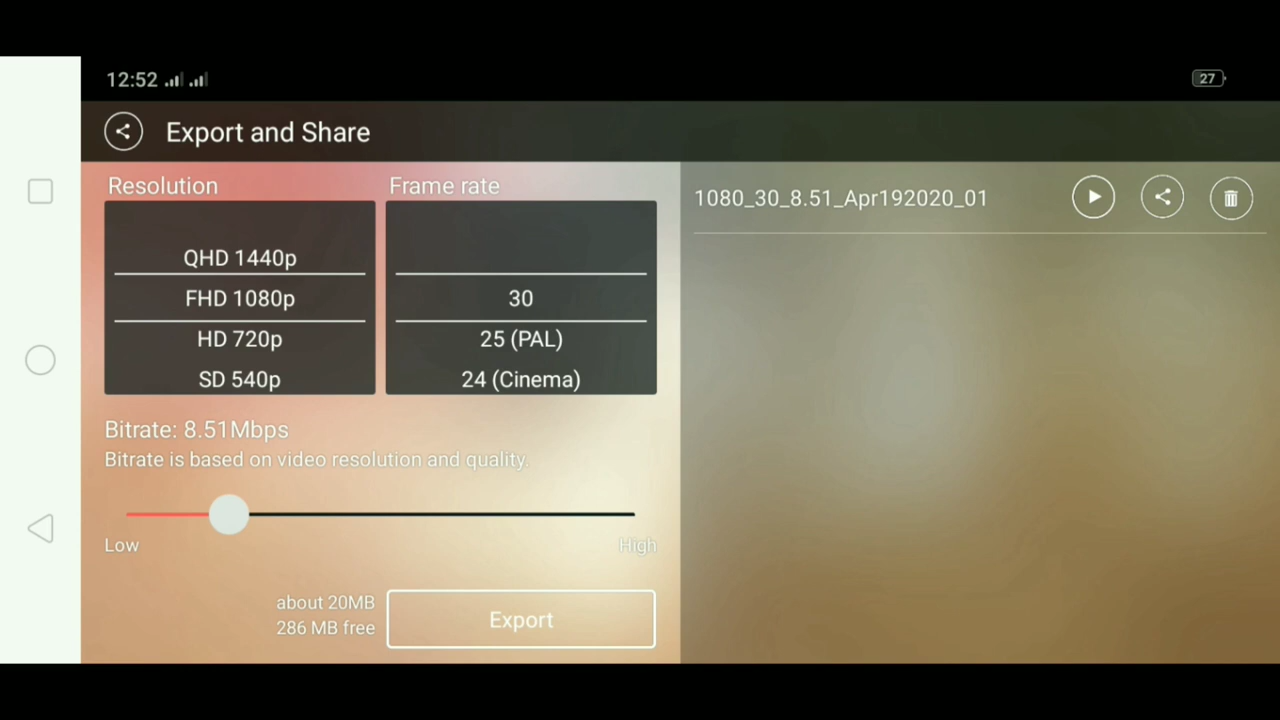 12:52
27
Export and Share
Resolution
Frame rate
QHD 1440p
FHD 1080p
HD 720p
SD 540p
30
25 (PAL)
24 (Cinema)
Bitrate: 8.51Mbps
Bitrate is based on video resolution and quality.
Low
High
about 20MB
286 MB free
Export
1080_30_8.51_Apr192020_01